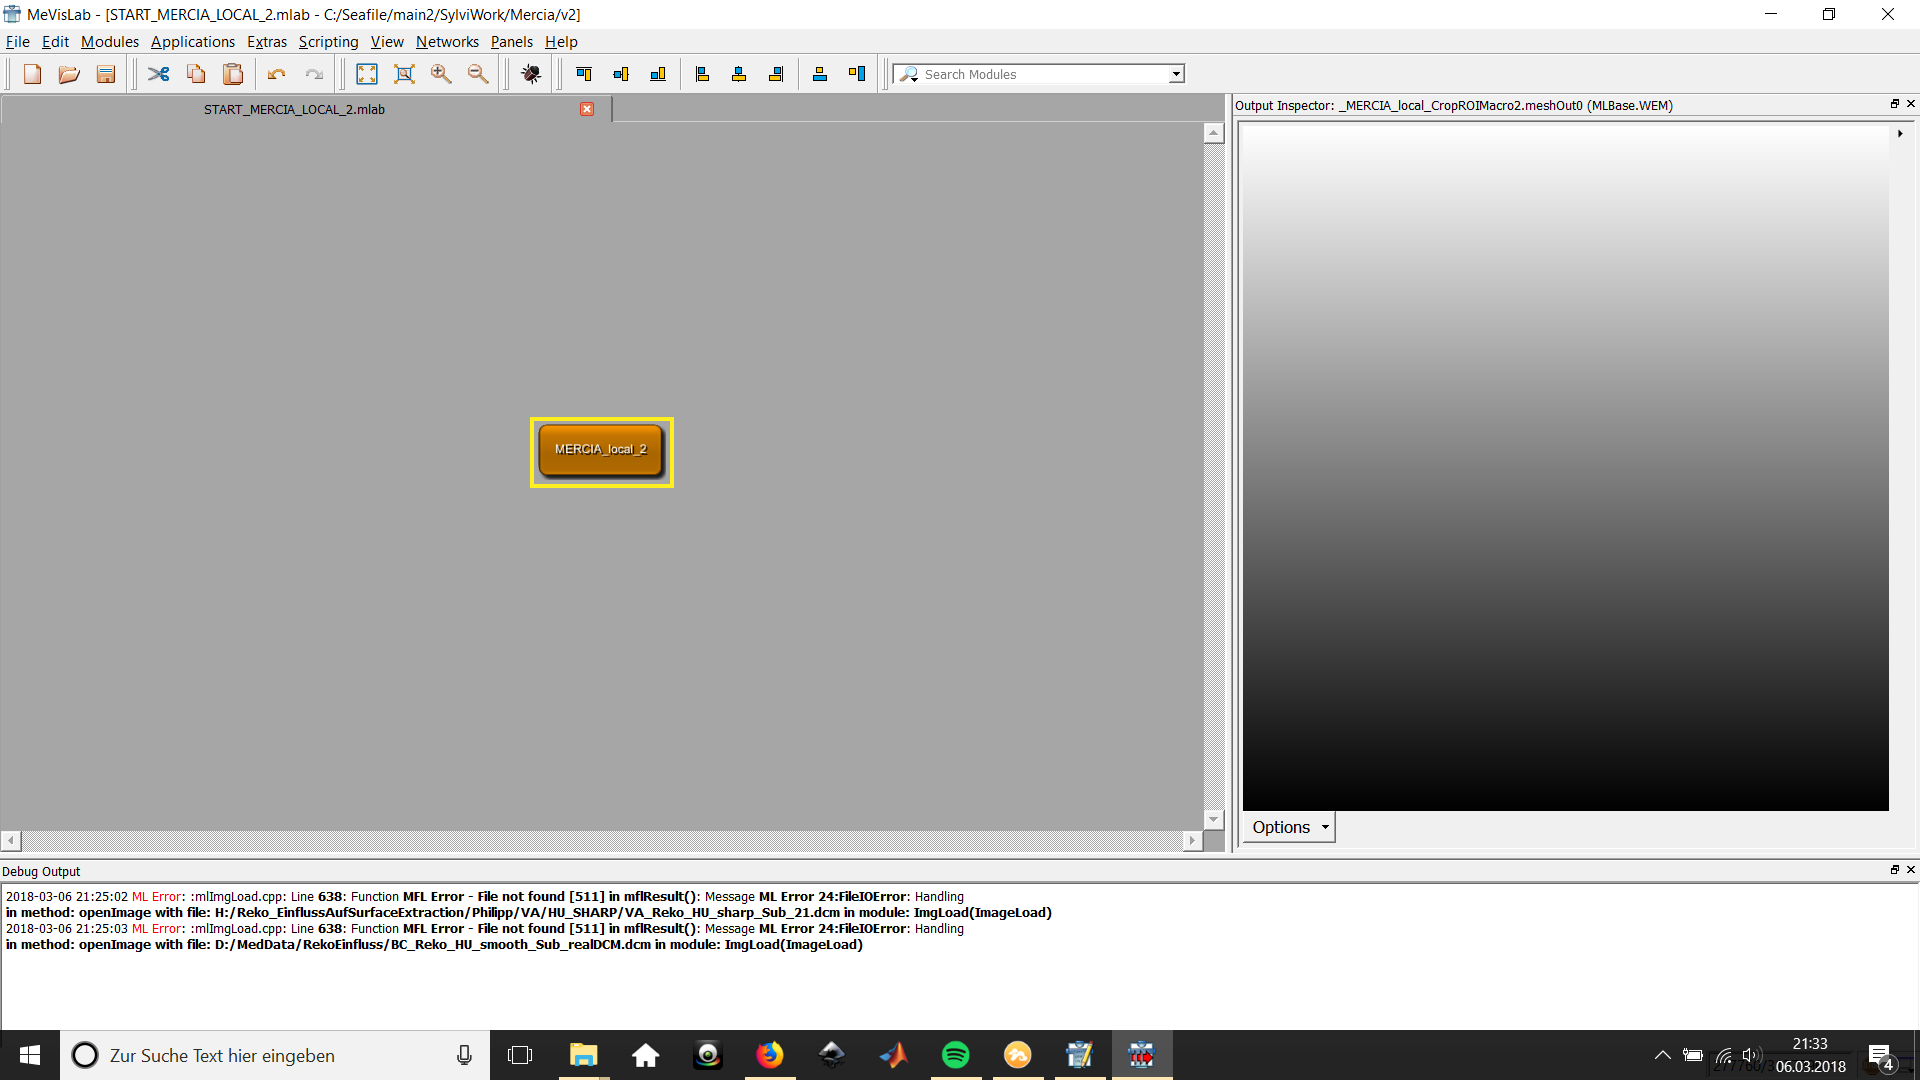 MeVisLab - [START_MERCIA_LOCAL_2.mlab - C:/Seafile/main2/SylviWork/Mercia/v2]
File Edit Modules Applications Extras Scripting View Networks Panels Help
Search Modules
START_MERCIA_LOCAL_2.mlab
Output Inspector: _MERCIA_local_CropROIMacro2.meshOut0 (MLBase.WEM)
MERCIA_local_2
Options
Debug Output
2018-03-06 21:25:02 ML Error: :mlImgLoad.cpp: Line 638: Function MFL Error - File not found [511] in mflResult(): Message ML Error 24:FileIOError: Handling
in method: openImage with file: H:/Reko_EinflussAufSurfaceExtraction/Philipp/VA/HU_SHARP/VA_Reko_HU_sharp_Sub_21.dcm in module: ImgLoad(ImageLoad)
2018-03-06 21:25:03 ML Error: :mlImgLoad.cpp: Line 638: Function MFL Error - File not found [511] in mflResult(): Message ML Error 24:FileIOError: Handling
in method: openImage with file: D:/MedData/RekoEinfluss/BC_Reko_HU_smooth_Sub_realDCM.dcm in module: ImgLoad(ImageLoad)
Zur Suche Text hier eingeben
21:33
06.03.2018
4